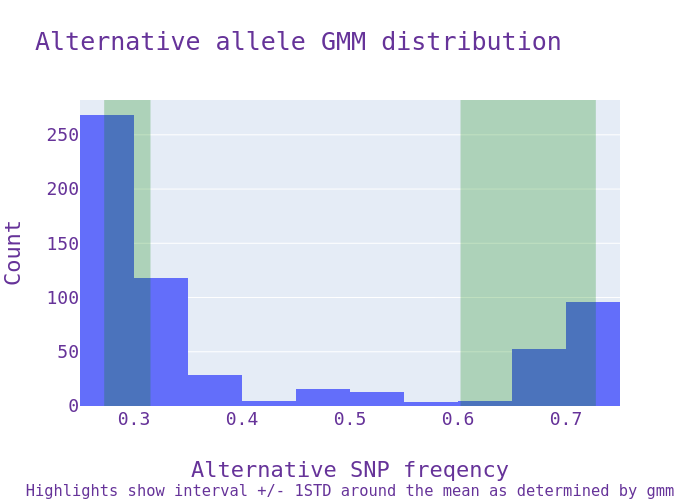 Alternative allele GMM distribution
Count
250
200
150
100
50
0
0.3 0.4 0.5 0.6 0.7
Alternative SNP freqency
Highlights show interval +/- 1STD around the mean as determined by gmm